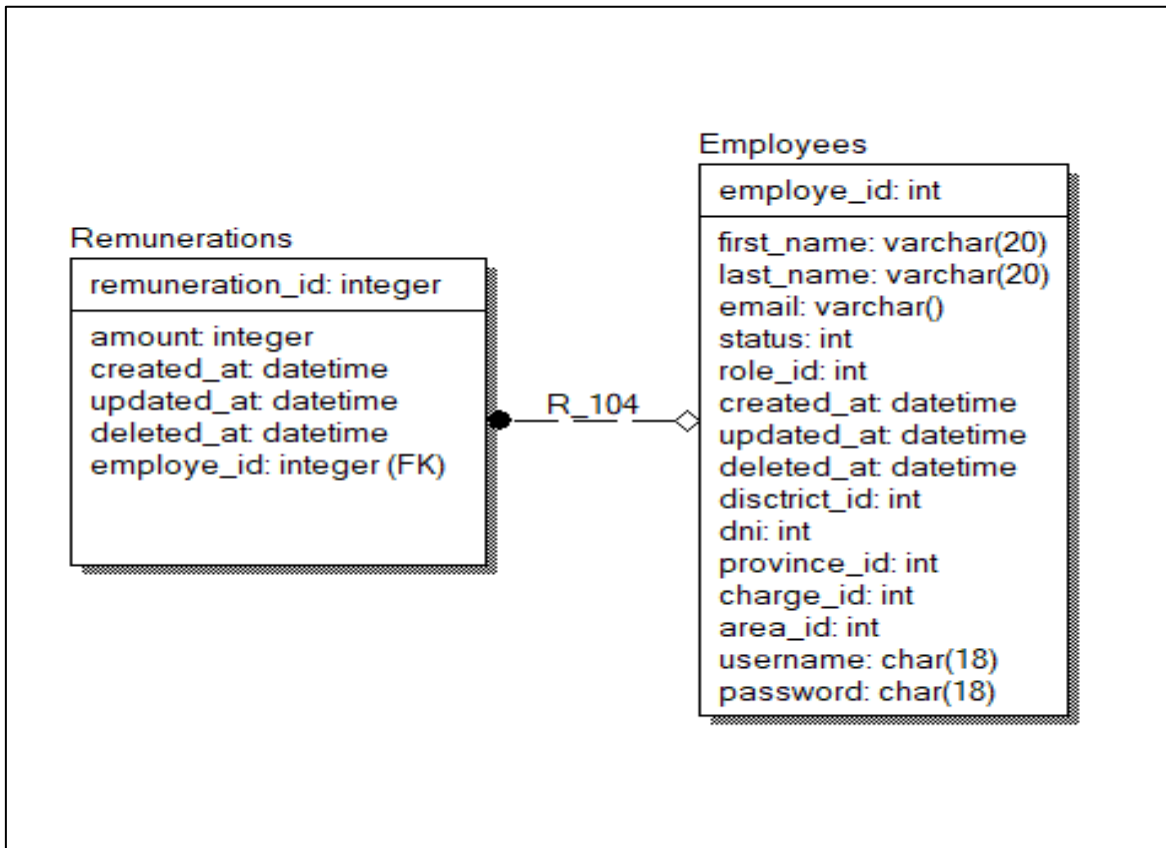 Remunerations
remuneration_id: integer
amount: integer
created_at: datetime
updated_at: datetime
deleted_at: datetime
employe_id: integer (FK)
R_104
Employees
employe_id: int
first_name: varchar(20)
last_name: varchar(20)
email: varchar()
status: int
role_id: int
created_at: datetime
updated_at: datetime
deleted_at: datetime
disctrict_id: int
dni: int
province_id: int
charge_id: int
area_id: int
username: char(18)
password: char(18)